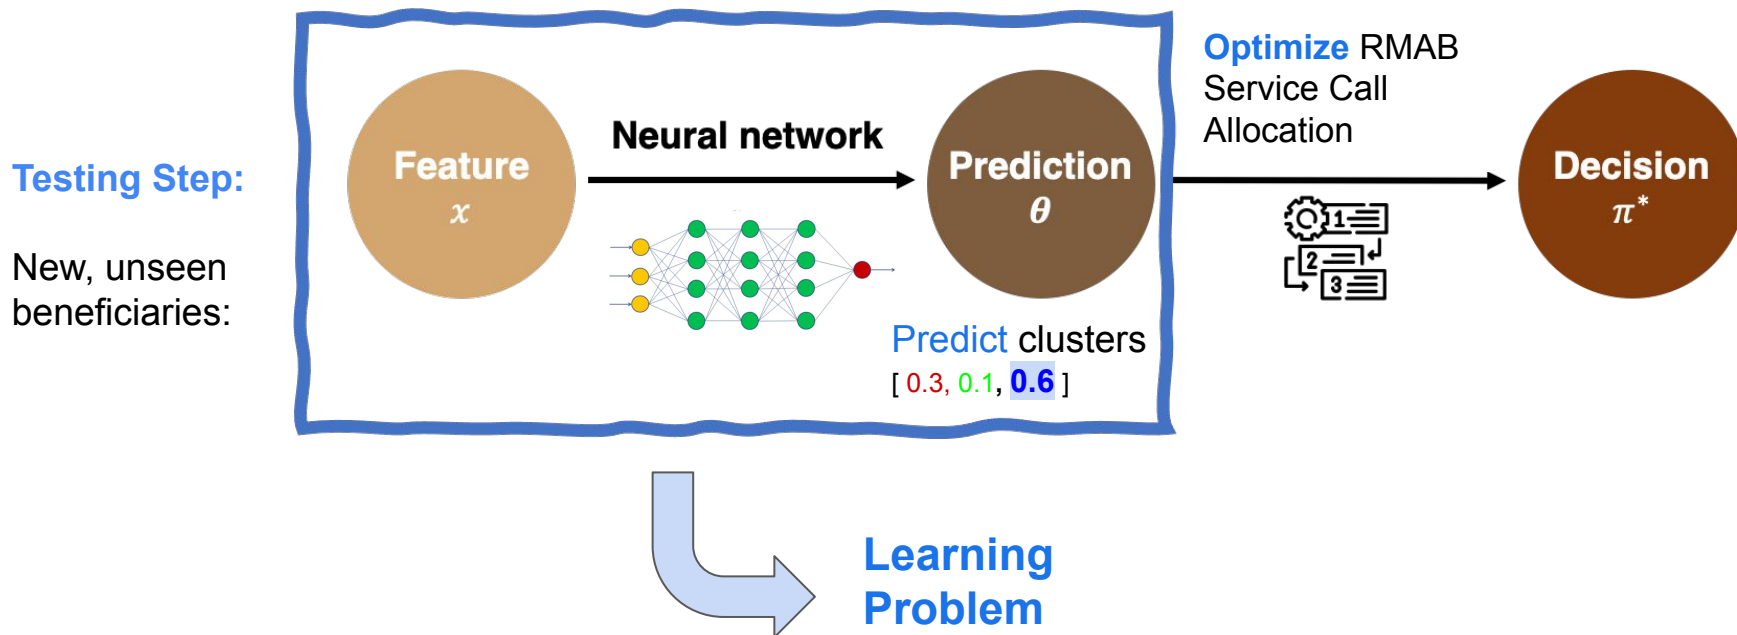 Testing Step:
New, unseen
beneficiaries:
Feature
x
Neural network
Prediction
θ
Predict clusters
[ 0.3, 0.1, 0.6 ]
Optimize RMAB
Service Call
Allocation
1
2
3
Decision
π*
Learning
Problem